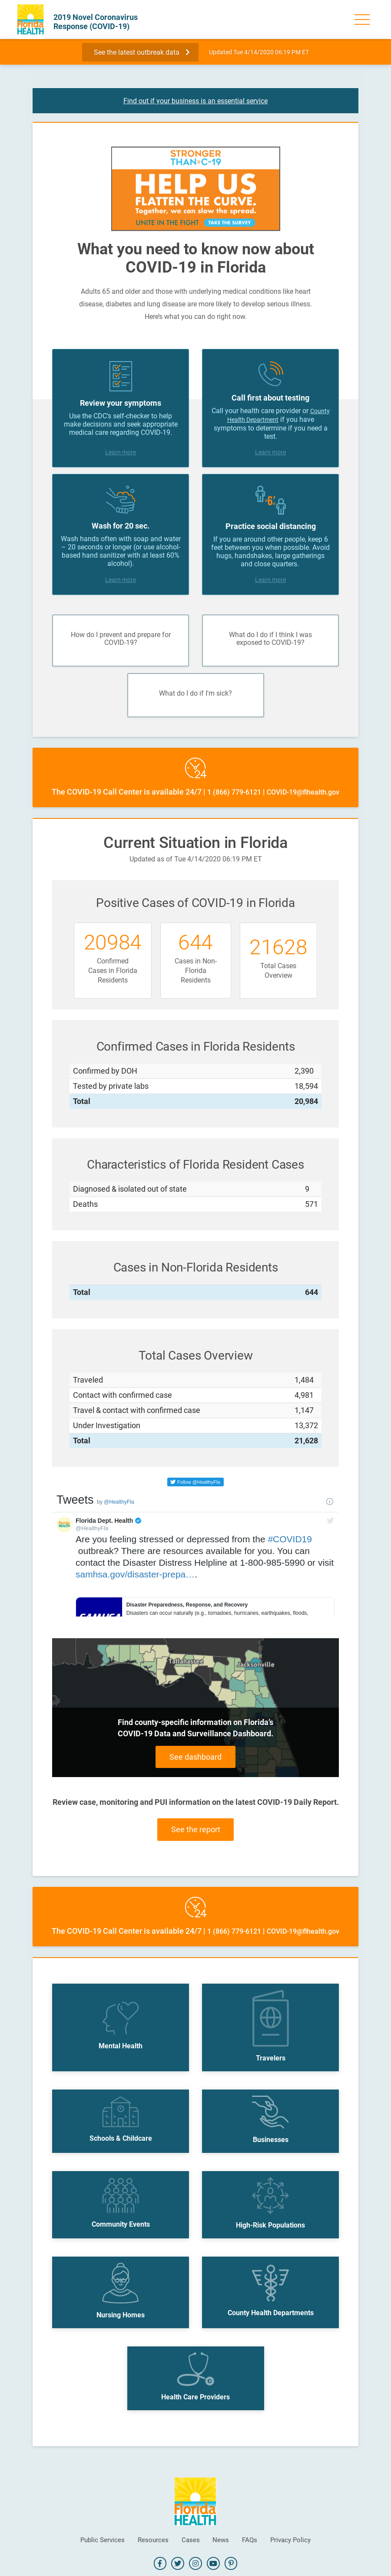 Florida
HEALTH
2019 Novel Coronavirus
Response (COVID-19)
See the latest outbreak data
Updated Tue 4/14/2020 06:19 PM ET
Find out if your business is an essential service
STRONGER
THAN C-19
HELP US
FLATTEN THE CURVE.
Together, we can slow the spread.
UNITE IN THE FIGHT TAKE THE SURVEY
What you need to know now about
COVID-19 in Florida
Adults 65 and older and those with underlying medical conditions like heart
disease, diabetes and lung disease are more likely to develop serious illness.
Here's what you can do right now.
Review your symptoms
Use the CDC's self-checker to help
make decisions and seek appropriate
medical care regarding COVID-19.
Learn more
Call first about testing
Call your health care provider or County
Health Department if you have
symptoms to determine if you need a
test.
Learn more
Wash for 20 sec.
Wash hands often with soap and water
– 20 seconds or longer (or use alcohol-
based hand sanitizer with at least 60%
alcohol).
Learn more
6'
Practice social distancing
If you are around other people, keep 6
feet between you when possible. Avoid
hugs, handshakes, large gatherings
and close quarters.
Learn more
How do I prevent and prepare for
COVID-19?
What do I do if I think I was
exposed to COVID-19?
What do I do if I'm sick?
24
The COVID-19 Call Center is available 24/7 | 1 (866) 779-6121 | COVID-19@flhealth.gov
Current Situation in Florida
Updated as of Tue 4/14/2020 06:19 PM ET
Positive Cases of COVID-19 in Florida
20984
Confirmed
Cases in Florida
Residents
644
Cases in Non-
Florida
Residents
21628
Total Cases
Overview
Confirmed Cases in Florida Residents
Confirmed by DOH 2,390
Tested by private labs 18,594
Total 20,984
Characteristics of Florida Resident Cases
Diagnosed & isolated out of state 9
Deaths 571
Cases in Non-Florida Residents
Total 644
Total Cases Overview
Traveled 1,484
Contact with confirmed case 4,981
Travel & contact with confirmed case 1,147
Under Investigation 13,372
Total 21,628
Follow @HealthyFla
Tweets by @HealthyFla
Florida Dept. Health
@HealthyFla
Are you feeling stressed or depressed from the #COVID19
outbreak? There are resources available for you. You can
contact the Disaster Distress Helpline at 1-800-985-5990 or visit
samhsa.gov/disaster-prepa….
SAMHSA
Disaster Preparedness, Response, and Recovery
Disasters can occur naturally (e.g., tornadoes, hurricanes, earthquakes, floods,
Tallahassee
Jacksonville
Find county-specific information on Florida's
COVID-19 Data and Surveillance Dashboard.
See dashboard
Review case, monitoring and PUI information on the latest COVID-19 Daily Report.
See the report
24
The COVID-19 Call Center is available 24/7 | 1 (866) 779-6121 | COVID-19@flhealth.gov
Mental Health
Travelers
Schools & Childcare
Businesses
Community Events
High-Risk Populations
Nursing Homes
County Health Departments
Health Care Providers
Florida
HEALTH
Public Services Resources Cases News FAQs Privacy Policy